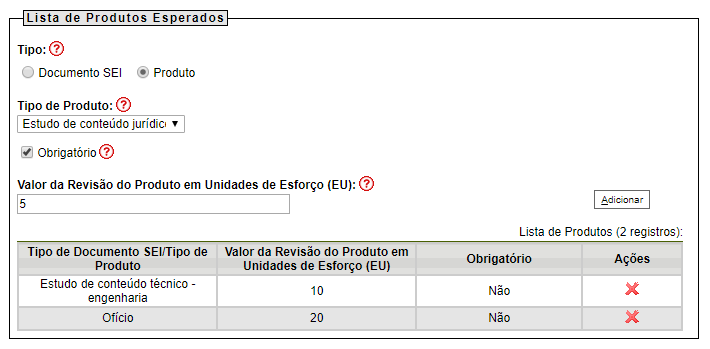 Lista de Produtos Esperados
Tipo: ?
Documento SEI Produto
Tipo de Produto: ?
Estudo de conteúdo jurídic
Obrigatório ?
Valor da Revisão do Produto em Unidades de Esforço (EU): ?
5
Adicionar
Lista de Produtos (2 registros):
Tipo de Documento SEI/Tipo de
Produto
Valor da Revisão do Produto em
Unidades de Esforço (EU)
Obrigatório
Ações
Estudo de conteúdo técnico -
engenharia
10
Não
Ofício
20
Não